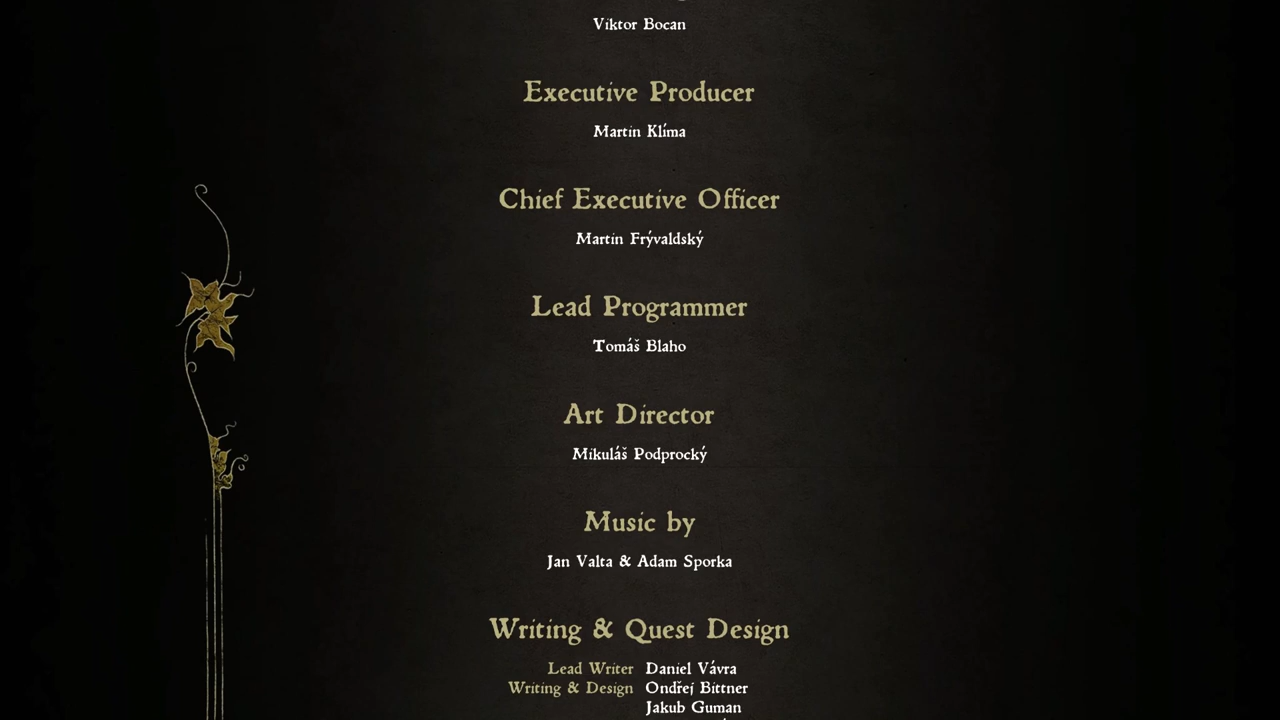 Viktor Bocan
Executive Producer
Martin Klíma
Chief Executive Officer
Martin Frývaldský
Lead Programmer
Tomáš Blaho
Art Director
Mikuláš Podprocký
Music by
Jan Valta & Adam Sporka
Writing & Quest Design
Lead Writer Daniel Vávra
Writing & Design Ondřej Bittner
Jakub Guman